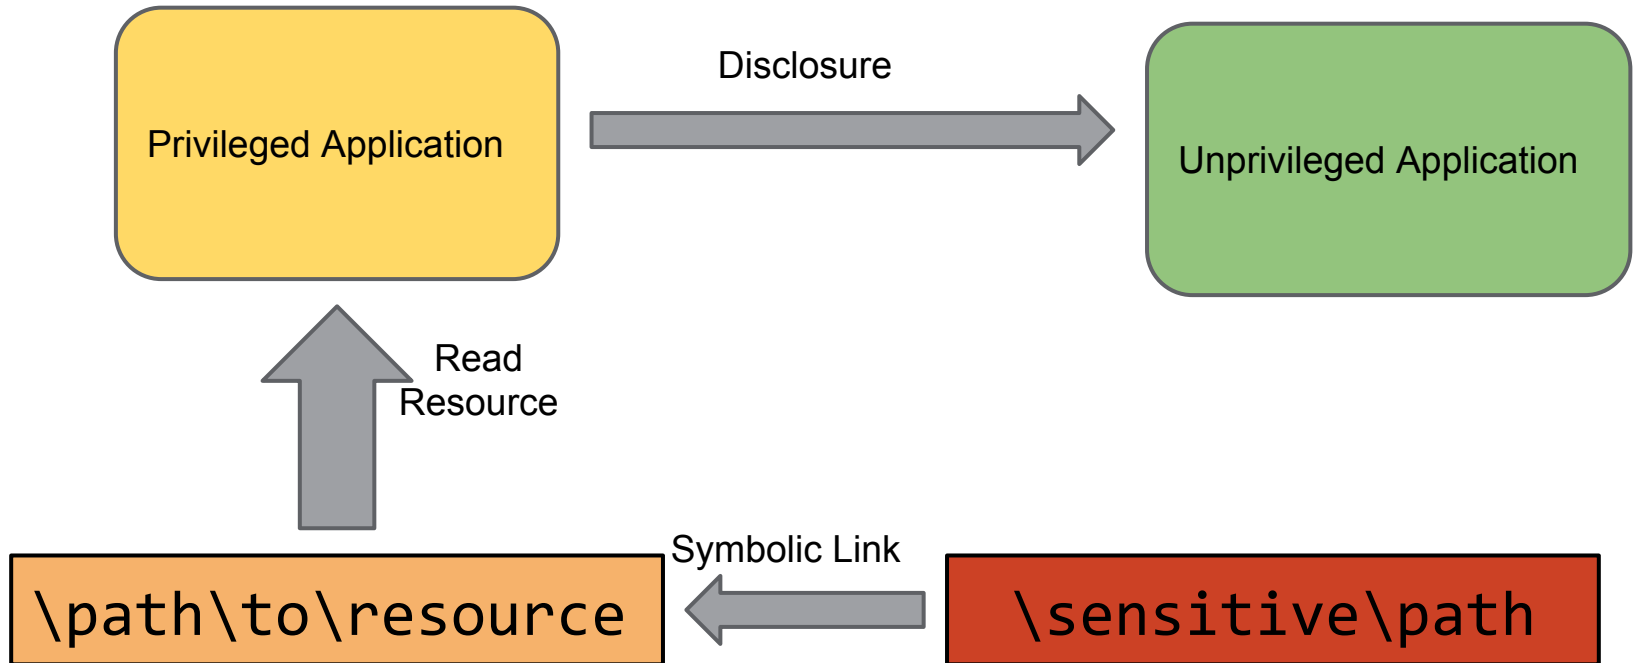 Disclosure
Privileged Application
Unprivileged Application
Read
Resource
Symbolic Link
\path\to\resource
\sensitive\path